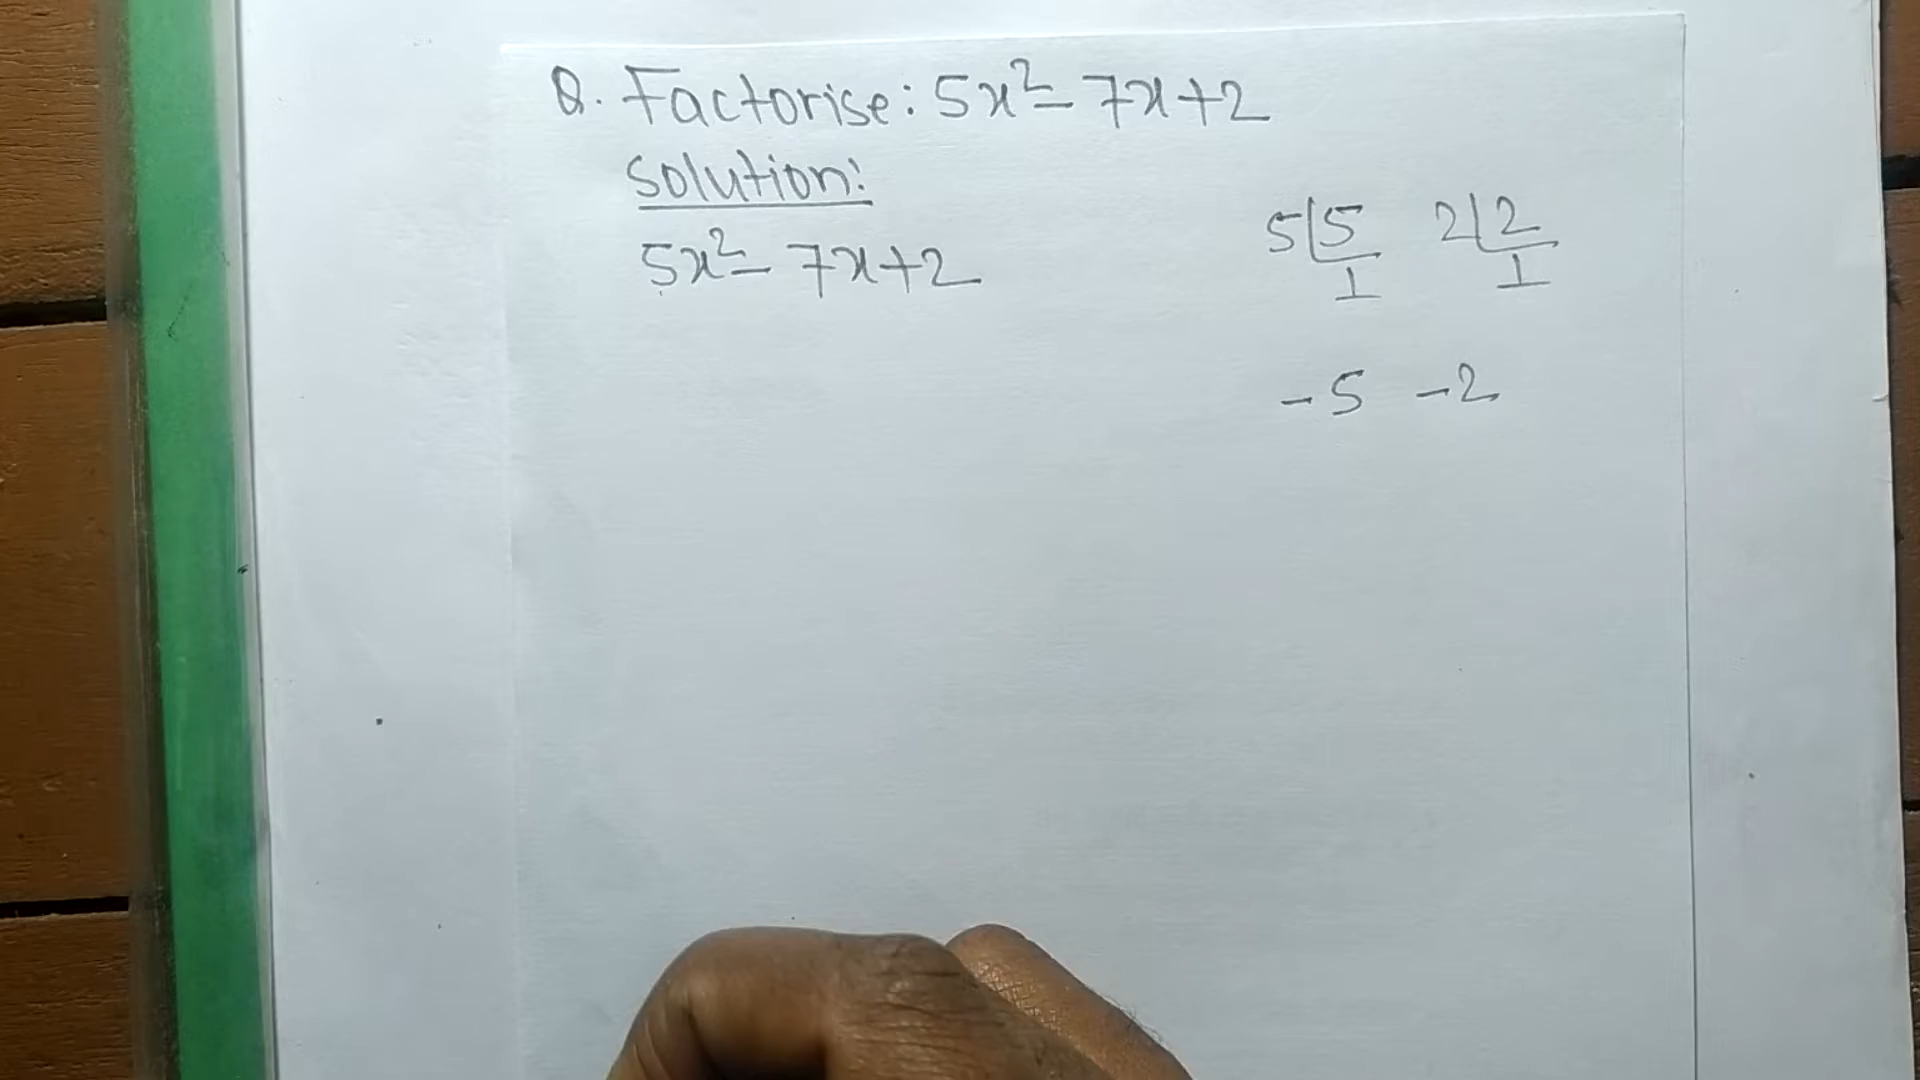 Q. Factorise: 5x² - 7x + 2
Solution:
5x² - 7x + 2
5|5 2|2
1 1
-5 -2